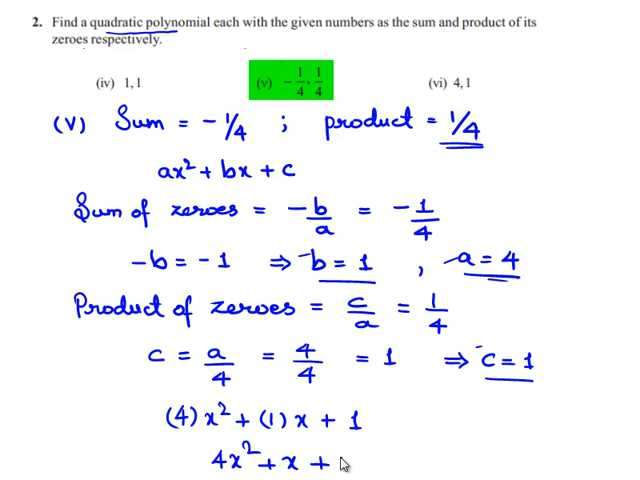 2. Find a quadratic polynomial each with the given numbers as the sum and product of its
zeroes respectively.
(iv) 1, 1 (v) -1/4, 1/4 (vi) 4, 1
(V) Sum = -1/4 ; product = 1/4
ax² + bx + c
Sum of zeroes = -b/a = -1/4
-b = -1 ⇒ b = 1 , a = 4
Product of zeroes = c/a = 1/4
c = a/4 = 4/4 = 1 ⇒ c = 1
(4)x² + (1)x + 1
4x² + x +